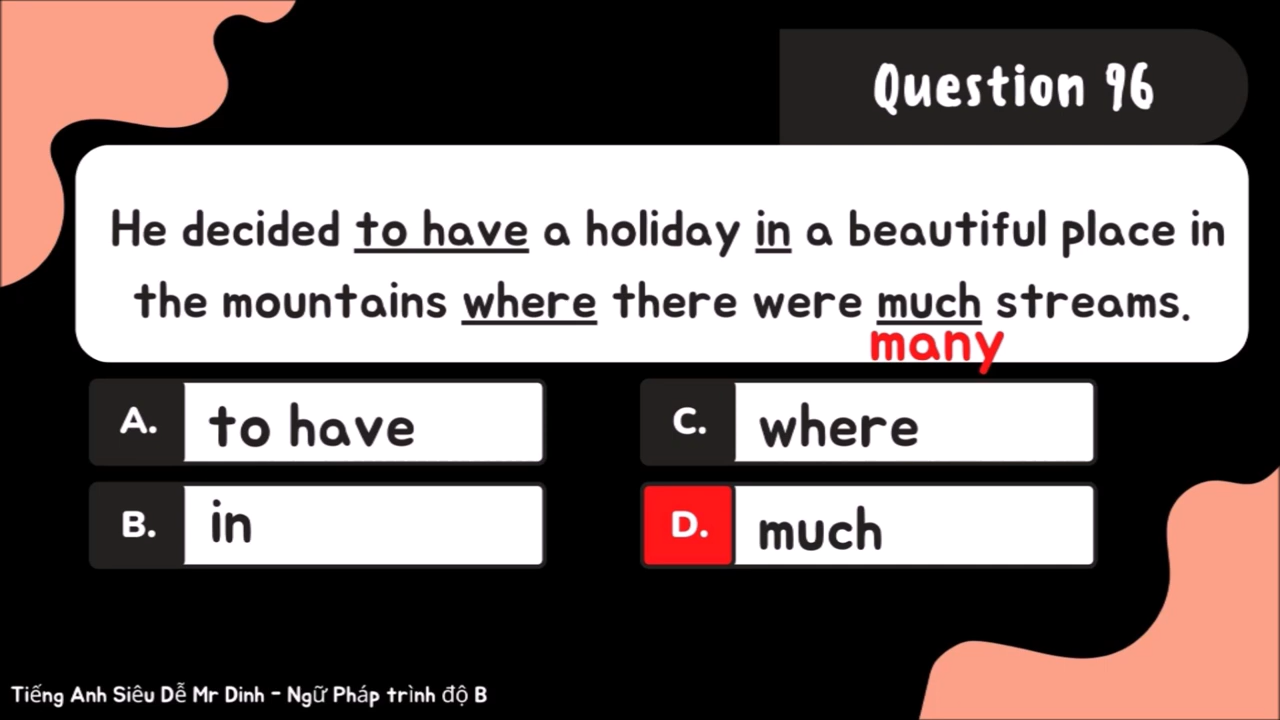 Question 96
He decided to have a holiday in a beautiful place in
the mountains where there were much streams.
many
A. to have
C. where
B. in
D. much
Tiếng Anh Siêu Dễ Mr Dinh - Ngữ Pháp trình độ B